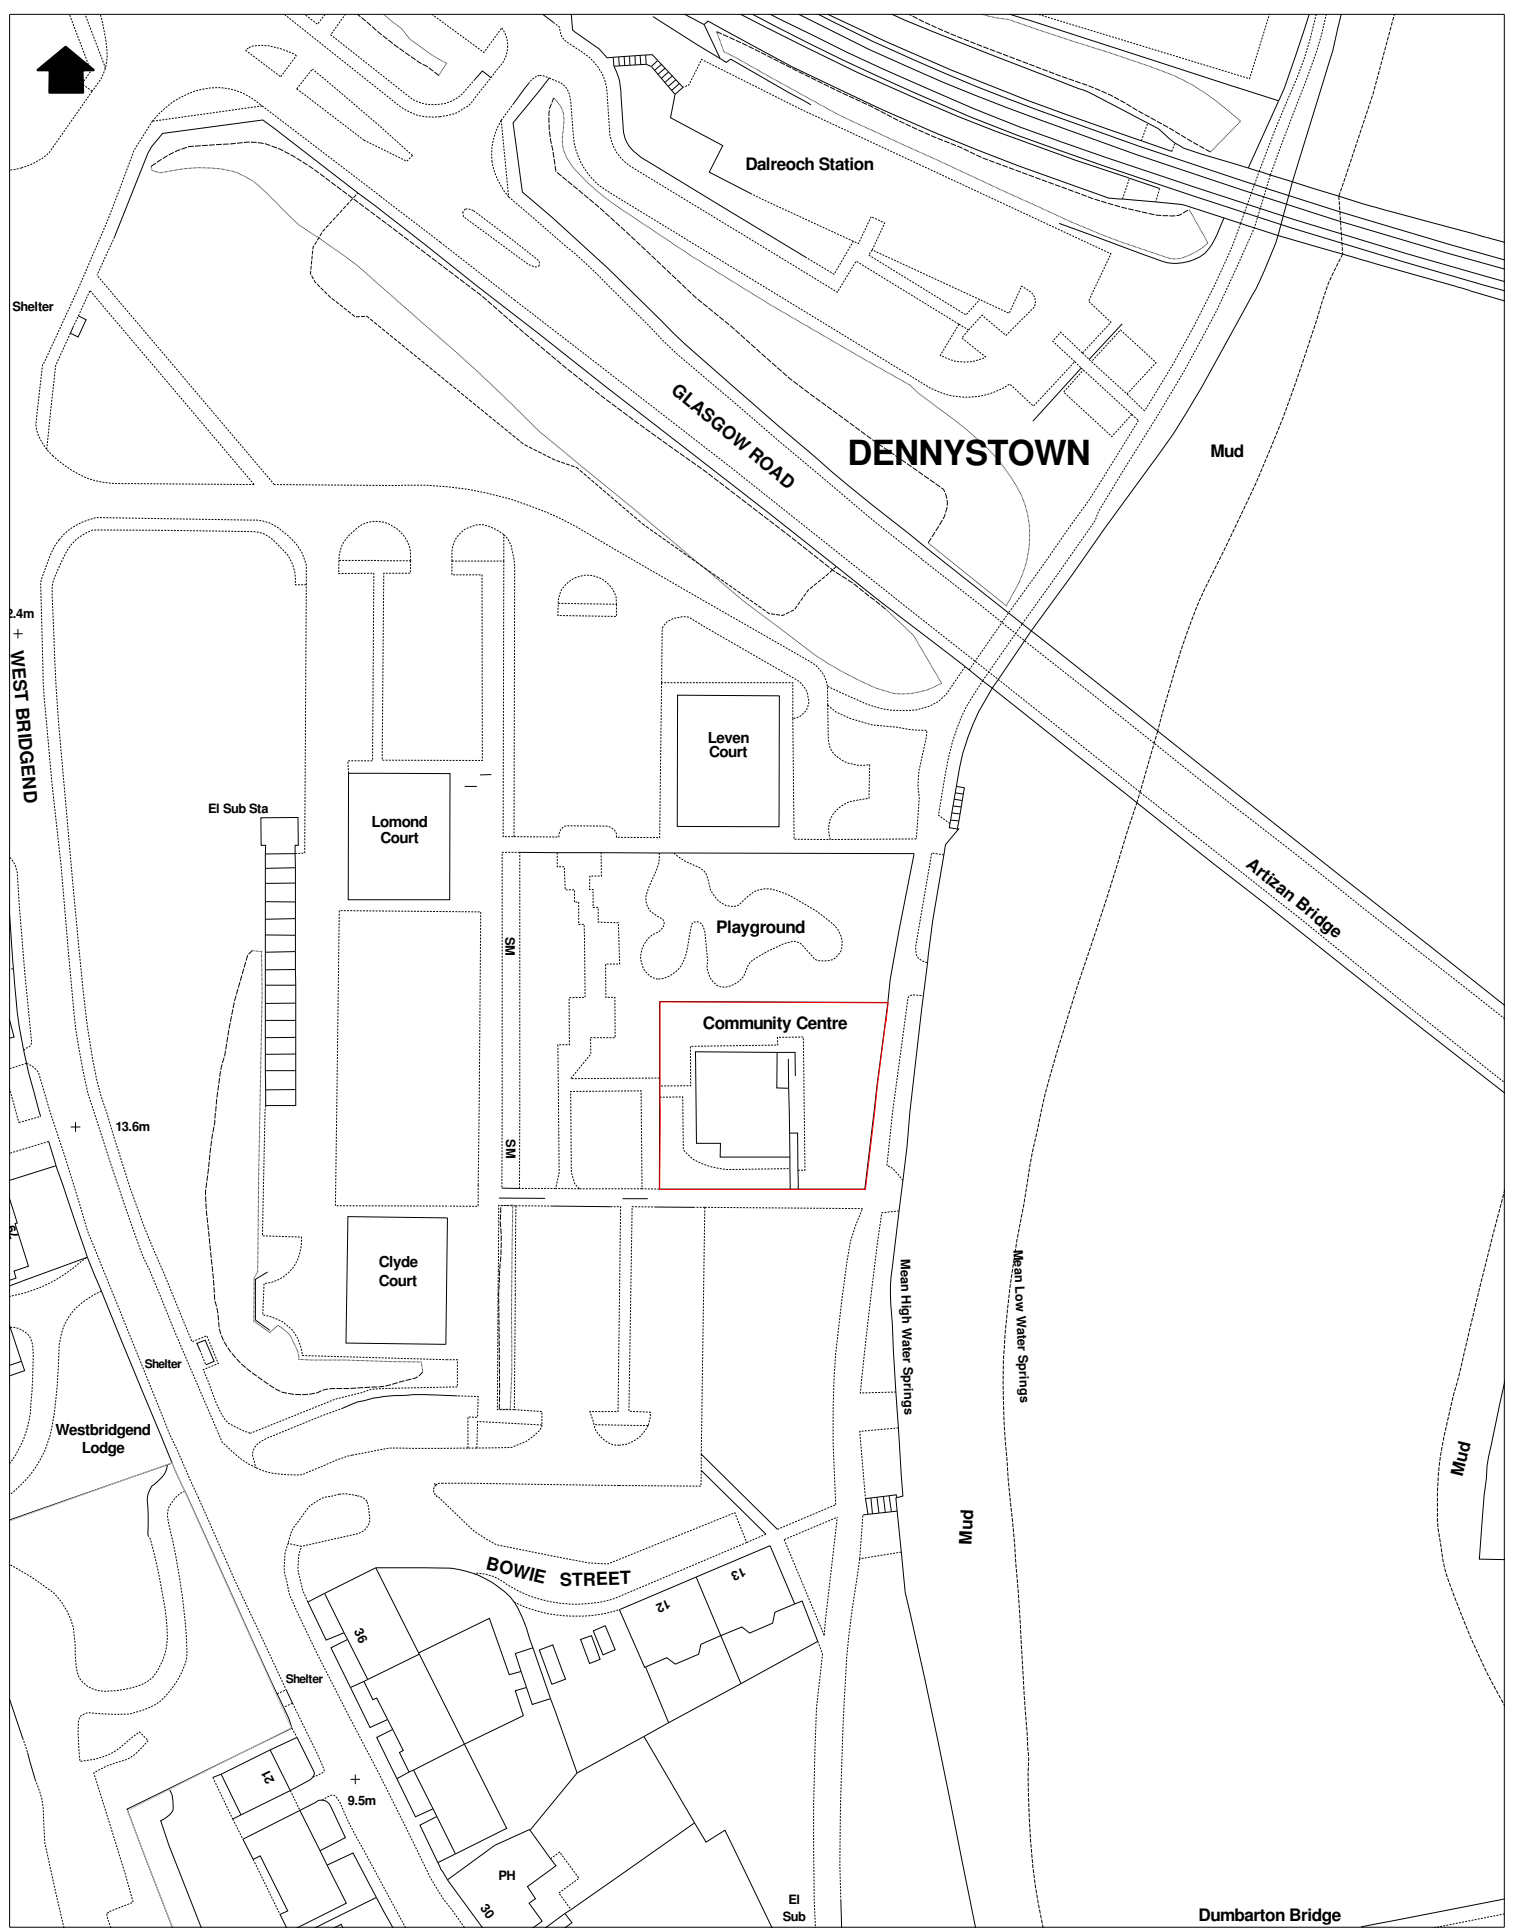 Dalreoch Station
Shelter
GLASGOW ROAD
DENNYSTOWN
Mud
2.4m
WEST BRIDGEND
Leven
Court
El Sub Sta
Lomond
Court
Artizan Bridge
Playground
SM
Community Centre
13.6m
SM
Clyde
Court
Mean High Water Springs
Mean Low Water Springs
Shelter
Westbridgend
Lodge
Mud
Mud
BOWIE STREET
13
12
36
Shelter
21
9.5m
PH
30
El
Sub
Dumbarton Bridge